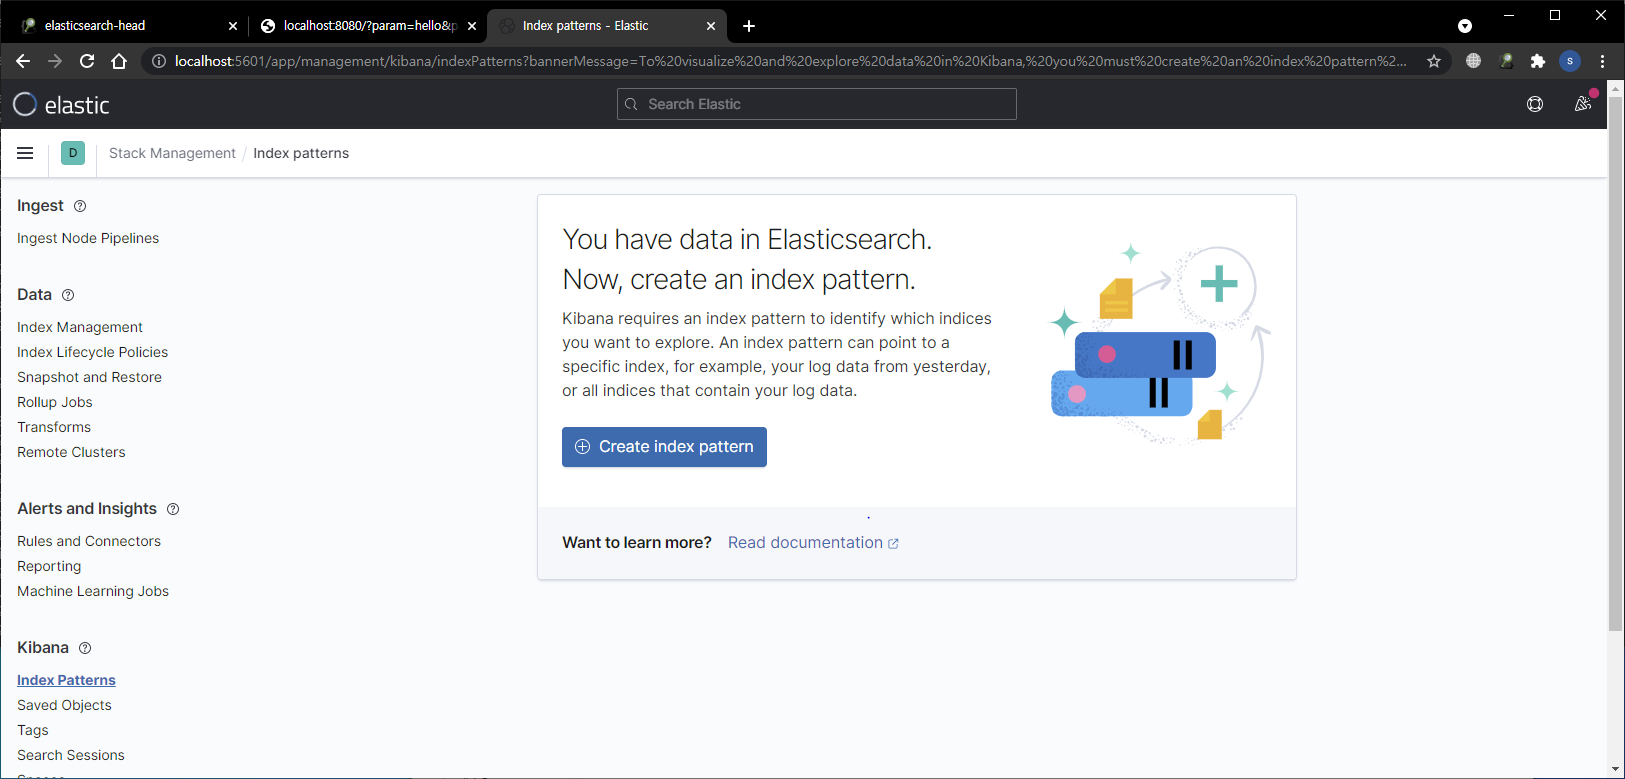 elasticsearch-head
localhost:8080/?param=hello&p
Index patterns - Elastic
localhost:5601/app/management/kibana/indexPatterns?bannerMessage=To%20visualize%20and%20explore%20data%20in%20Kibana,%20you%20must%20create%20an%20index%20pattern%2...
S
elastic
Search Elastic
D
Stack Management / Index patterns
Ingest
Ingest Node Pipelines
Data
Index Management
Index Lifecycle Policies
Snapshot and Restore
Rollup Jobs
Transforms
Remote Clusters
Alerts and Insights
Rules and Connectors
Reporting
Machine Learning Jobs
Kibana
Index Patterns
Saved Objects
Tags
Search Sessions
You have data in Elasticsearch.
Now, create an index pattern.
Kibana requires an index pattern to identify which indices
you want to explore. An index pattern can point to a
specific index, for example, your log data from yesterday,
or all indices that contain your log data.
Create index pattern
Want to learn more? Read documentation